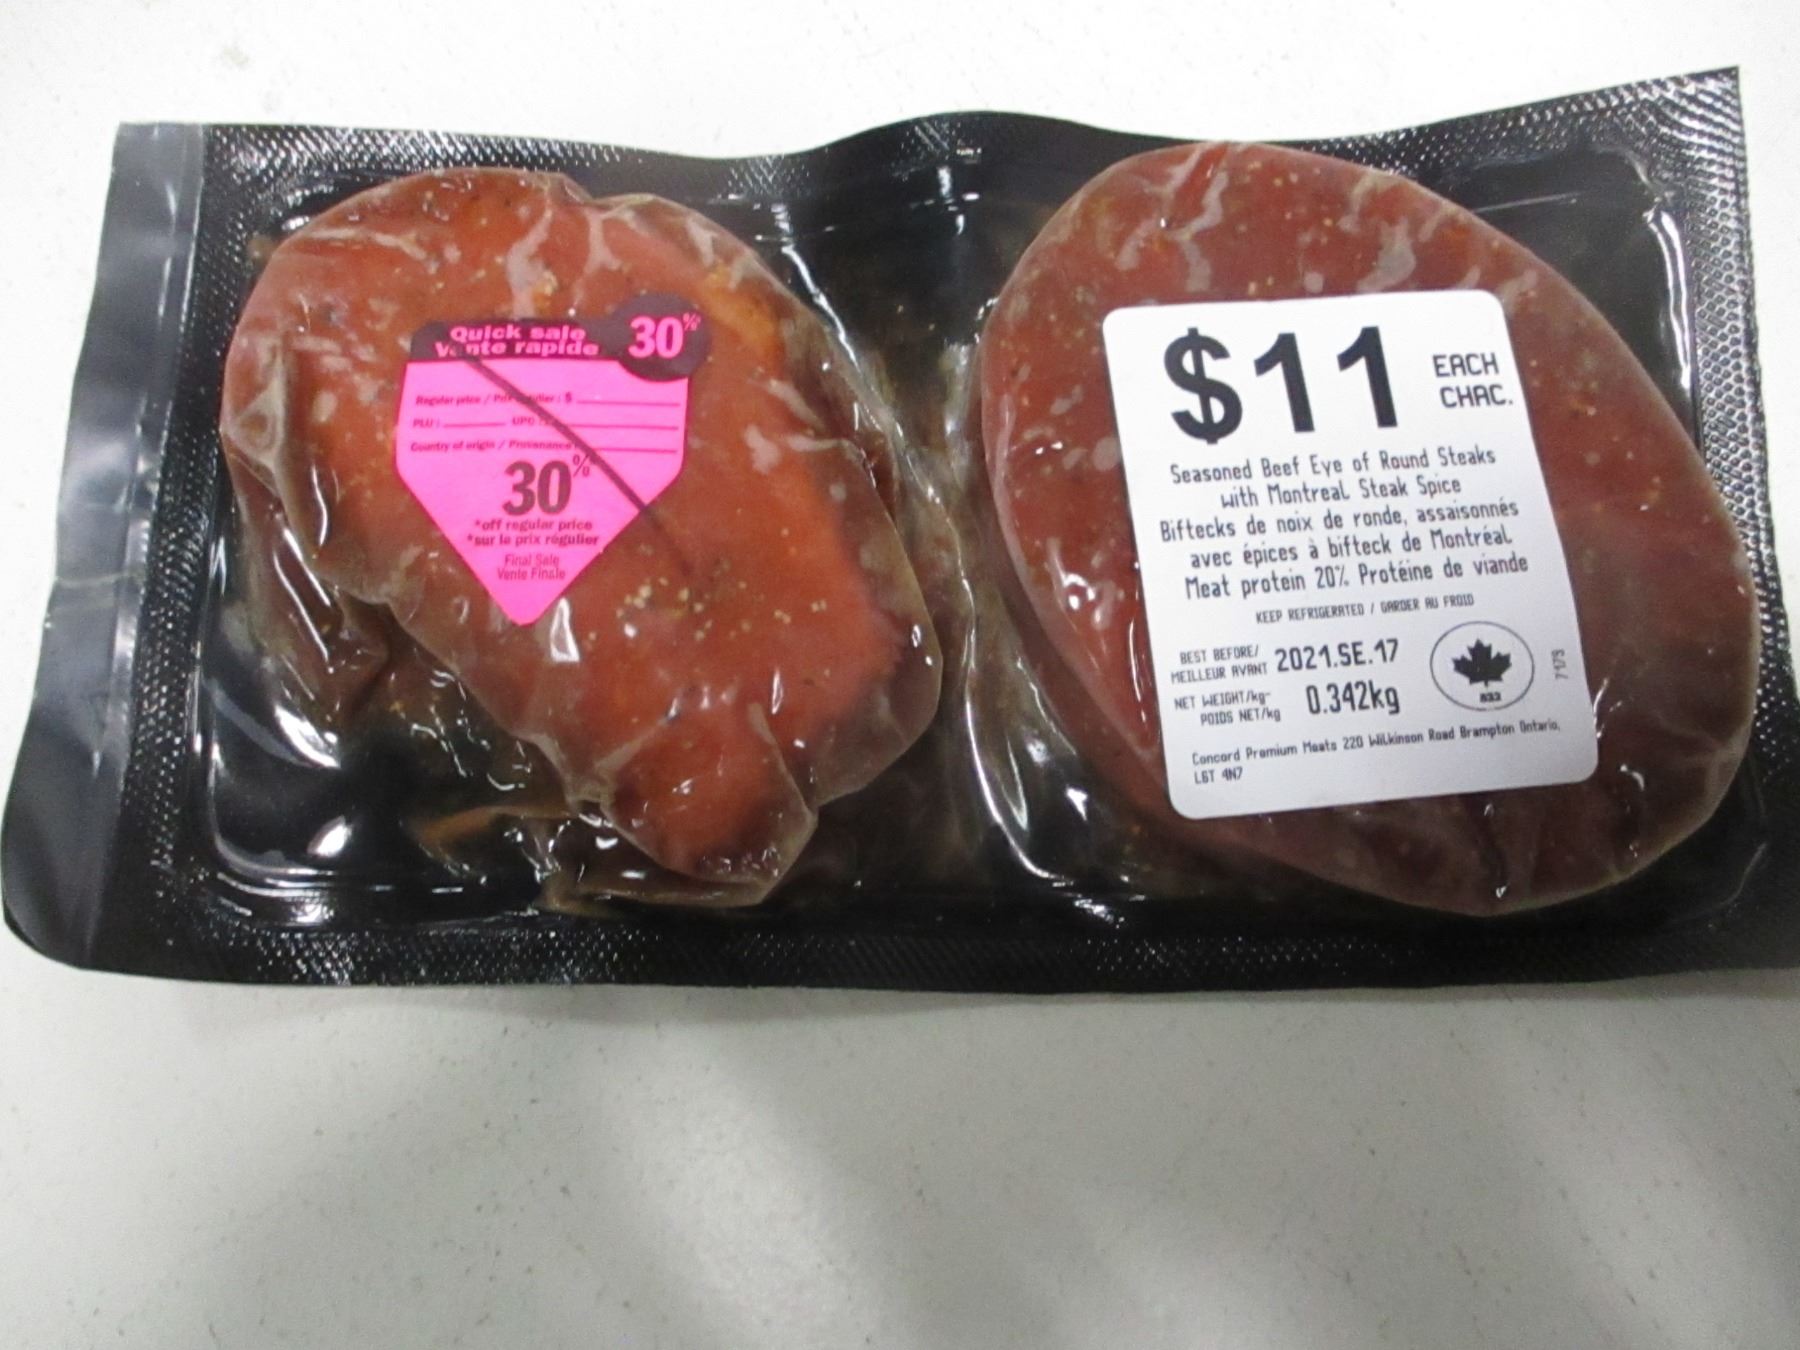 Quick sale
Vente rapide
30%
Regular price / Prix régulier : $
PLU : UPC :
Country of origin / Provenance
30%
*off regular price
*sur le prix régulier
Final Sale
Vente Finale
$11 EACH
CHAC.
Seasoned Beef Eye of Round Steaks
with Montreal Steak Spice
Biftecks de noix de ronde, assaisonnés
avec épices à bifteck de Montréal
Meat protein 20% Protéine de viande
KEEP REFRIGERATED / GARDER AU FROID
BEST BEFORE/
MEILLEUR AVANT 2021.SE.17
NET WEIGHT/kg-
POIDS NET/kg 0.342kg
833
Concord Premium Meats 220 Wilkinson Road Brampton Ontario,
L6T 4N7